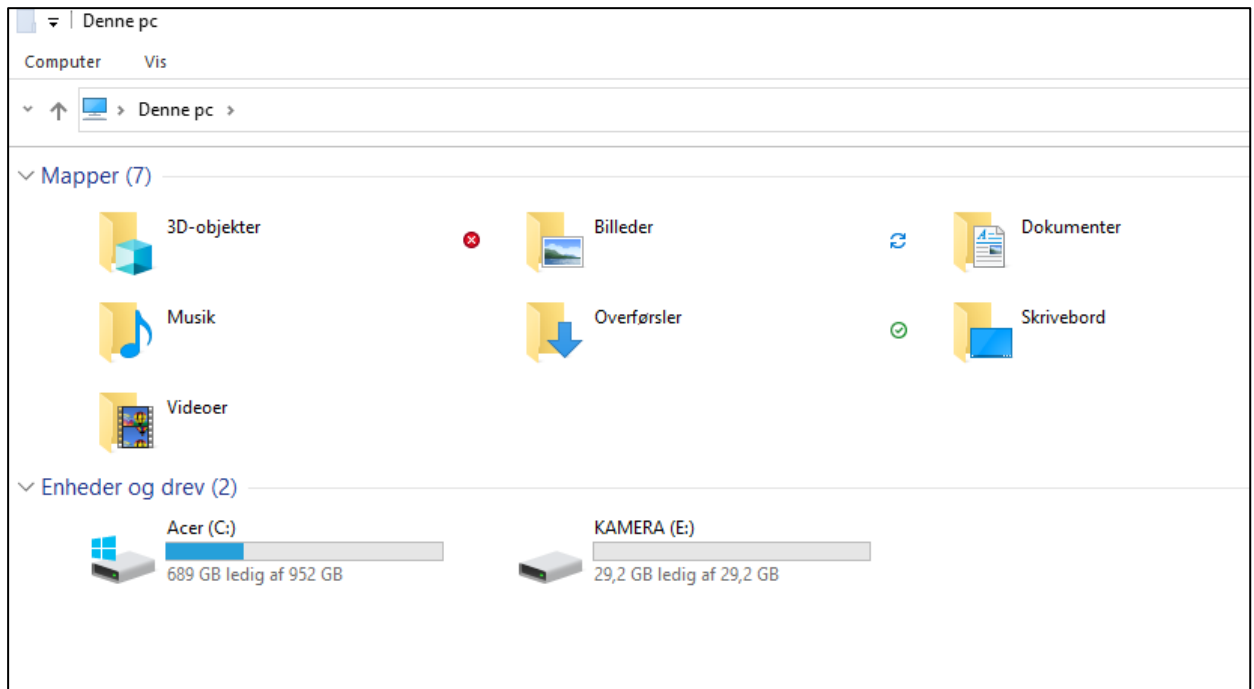 Denne pc
Computer Vis
Denne pc
Mapper (7)
3D-objekter Billeder Dokumenter
Musik Overførsler Skrivebord
Videoer
Enheder og drev (2)
Acer (C:) KAMERA (E:)
689 GB ledig af 952 GB 29,2 GB ledig af 29,2 GB